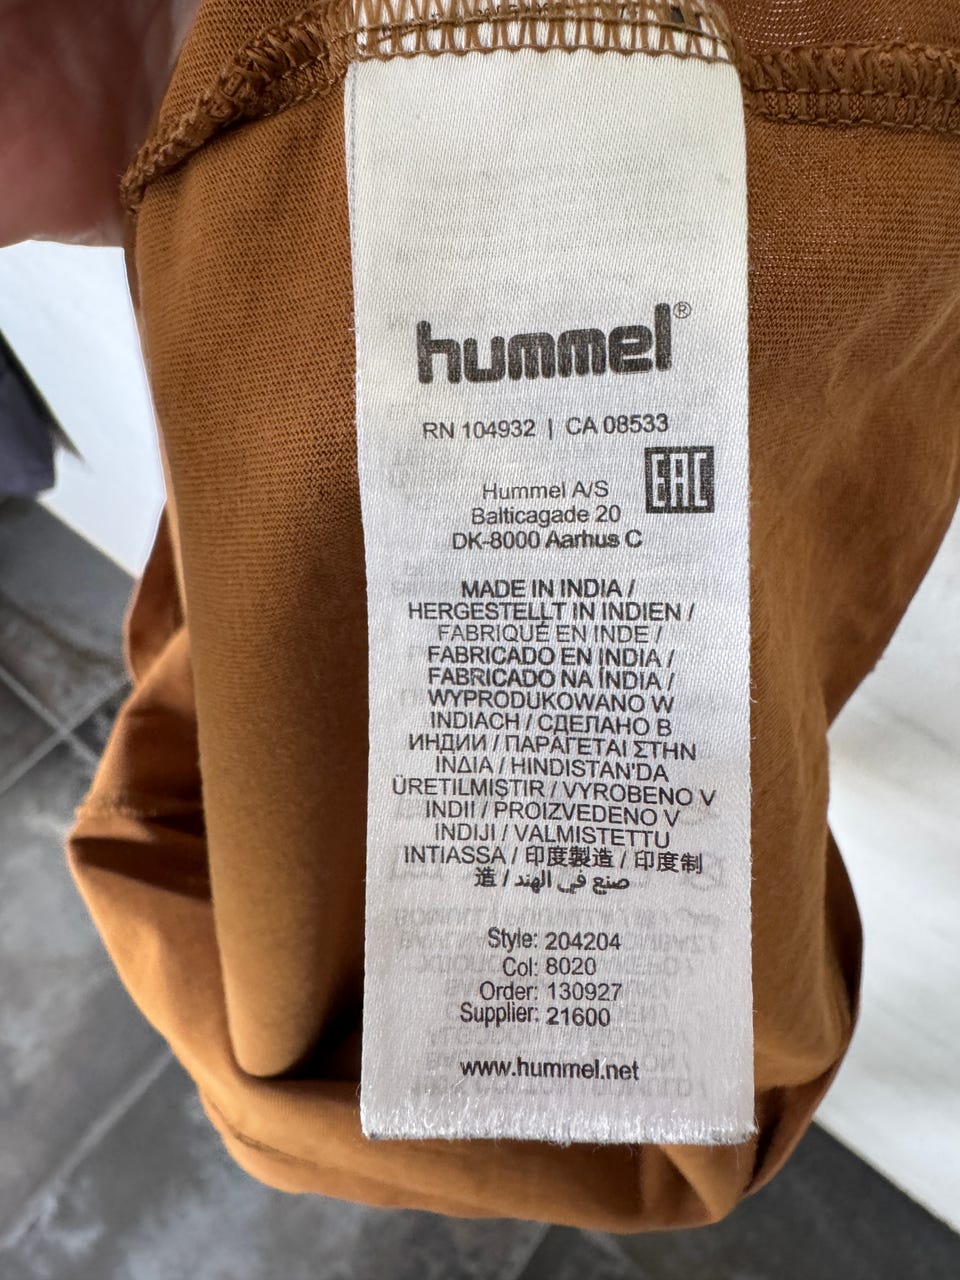 hummel®
RN 104932 | CA 08533
EAC
Hummel A/S
Balticagade 20
DK-8000 Aarhus C
MADE IN INDIA /
HERGESTELLT IN INDIEN /
FABRIQUÉ EN INDE /
FABRICADO EN INDIA /
FABRICADO NA ÍNDIA /
WYPRODUKOWANO W
INDIACH / СДЕЛАНО В
ИНДИИ / ΠΑΡΑΓΕΤΑΙ ΣΤΗΝ
ΙΝΔΙΑ / HINDISTAN'DA
ÜRETILMIŞTIR / VYROBENO V
INDII / PROIZVEDENO V
INDIJI / VALMISTETTU
INTIASSA / 印度製造 / 印度制
造 / صنع في الهند
Style: 204204
Col: 8020
Order: 130927
Supplier: 21600
www.hummel.net